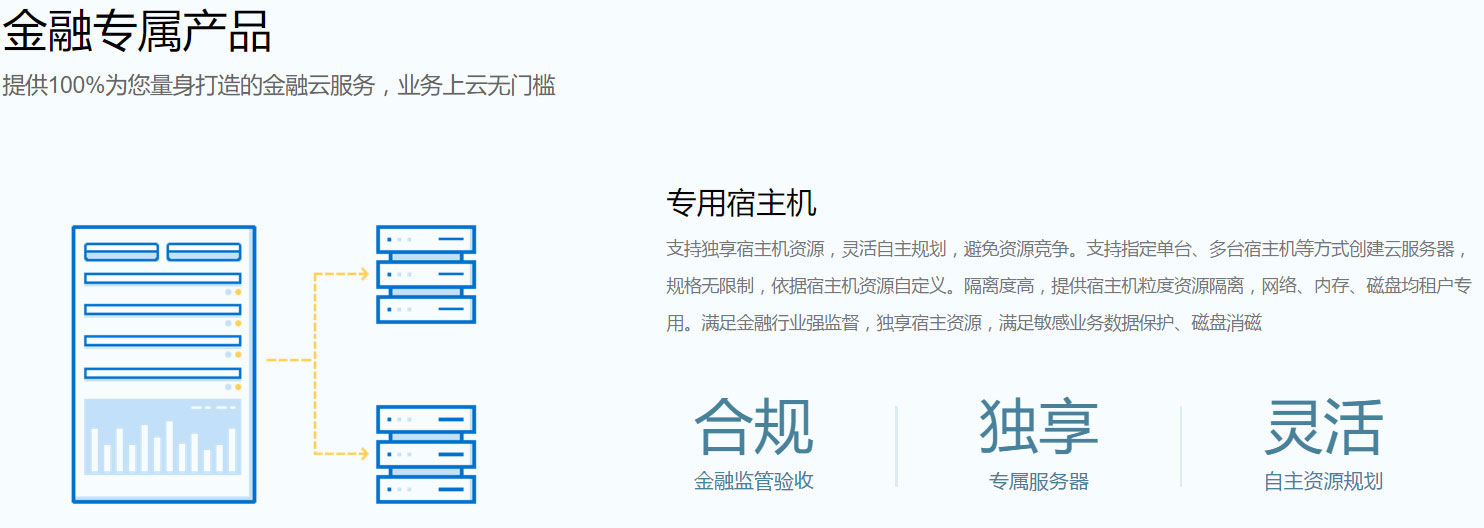 金融专属产品
提供100%为您量身打造的金融云服务，业务上云无门槛
专用宿主机
支持独享宿主机资源，灵活自主规划，避免资源竞争。支持指定单台、多台宿主机等方式创建云服务器，
规格无限制，依据宿主机资源自定义。隔离度高，提供宿主机粒度资源隔离，网络、内存、磁盘均租户专
用。满足金融行业强监督，独享宿主资源，满足敏感业务数据保护、磁盘消磁
合规
金融监管验收
独享
专属服务器
灵活
自主资源规划